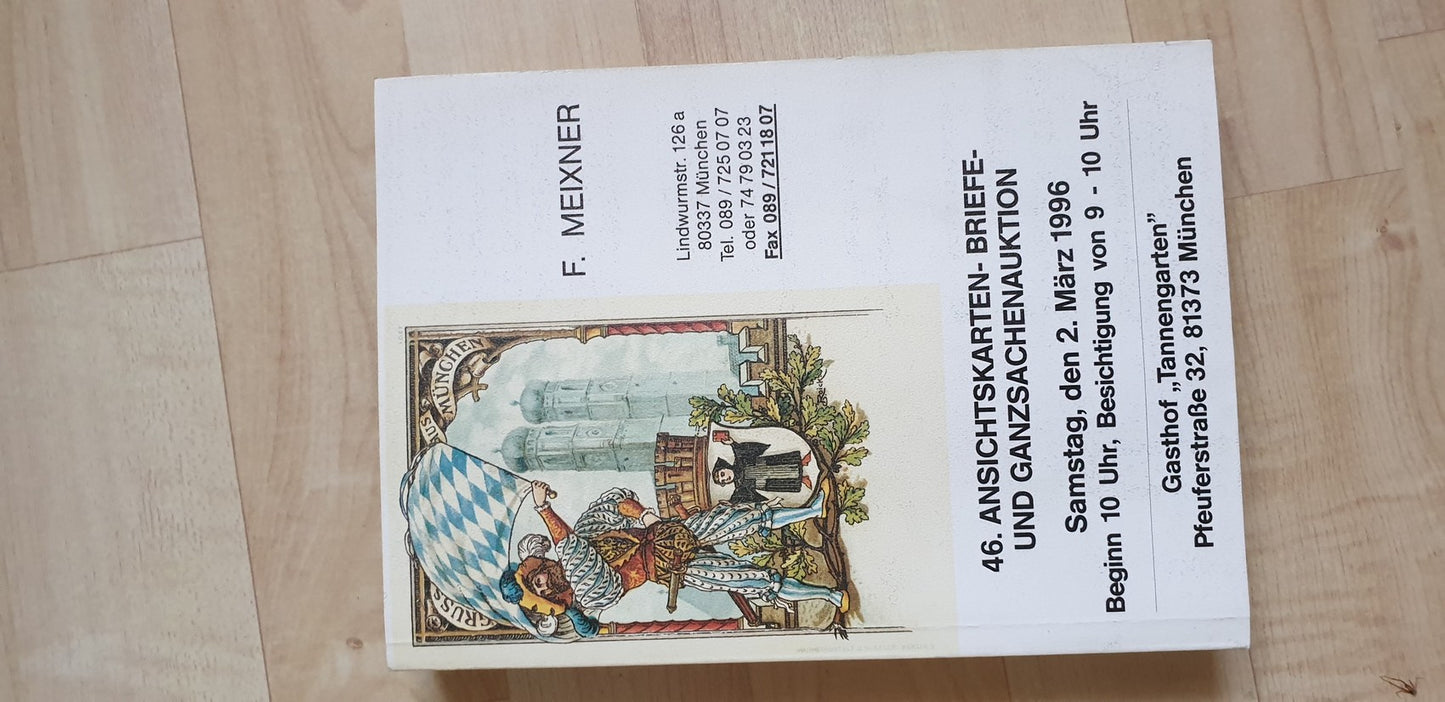 GRUSS AUS MÜNCHEN
F. MEIXNER
Lindwurmstr. 126 a
80337 München
Tel. 089 / 725 07 07
oder 74 79 03 23
Fax 089 / 721 18 07
46. ANSICHTSKARTEN- BRIEFE-
UND GANZSACHENAUKTION
Samstag, den 2. März 1996
Beginn 10 Uhr, Besichtigung von 9 - 10 Uhr
Gasthof „Tannengarten”
Pfeuferstraße 32, 81373 München